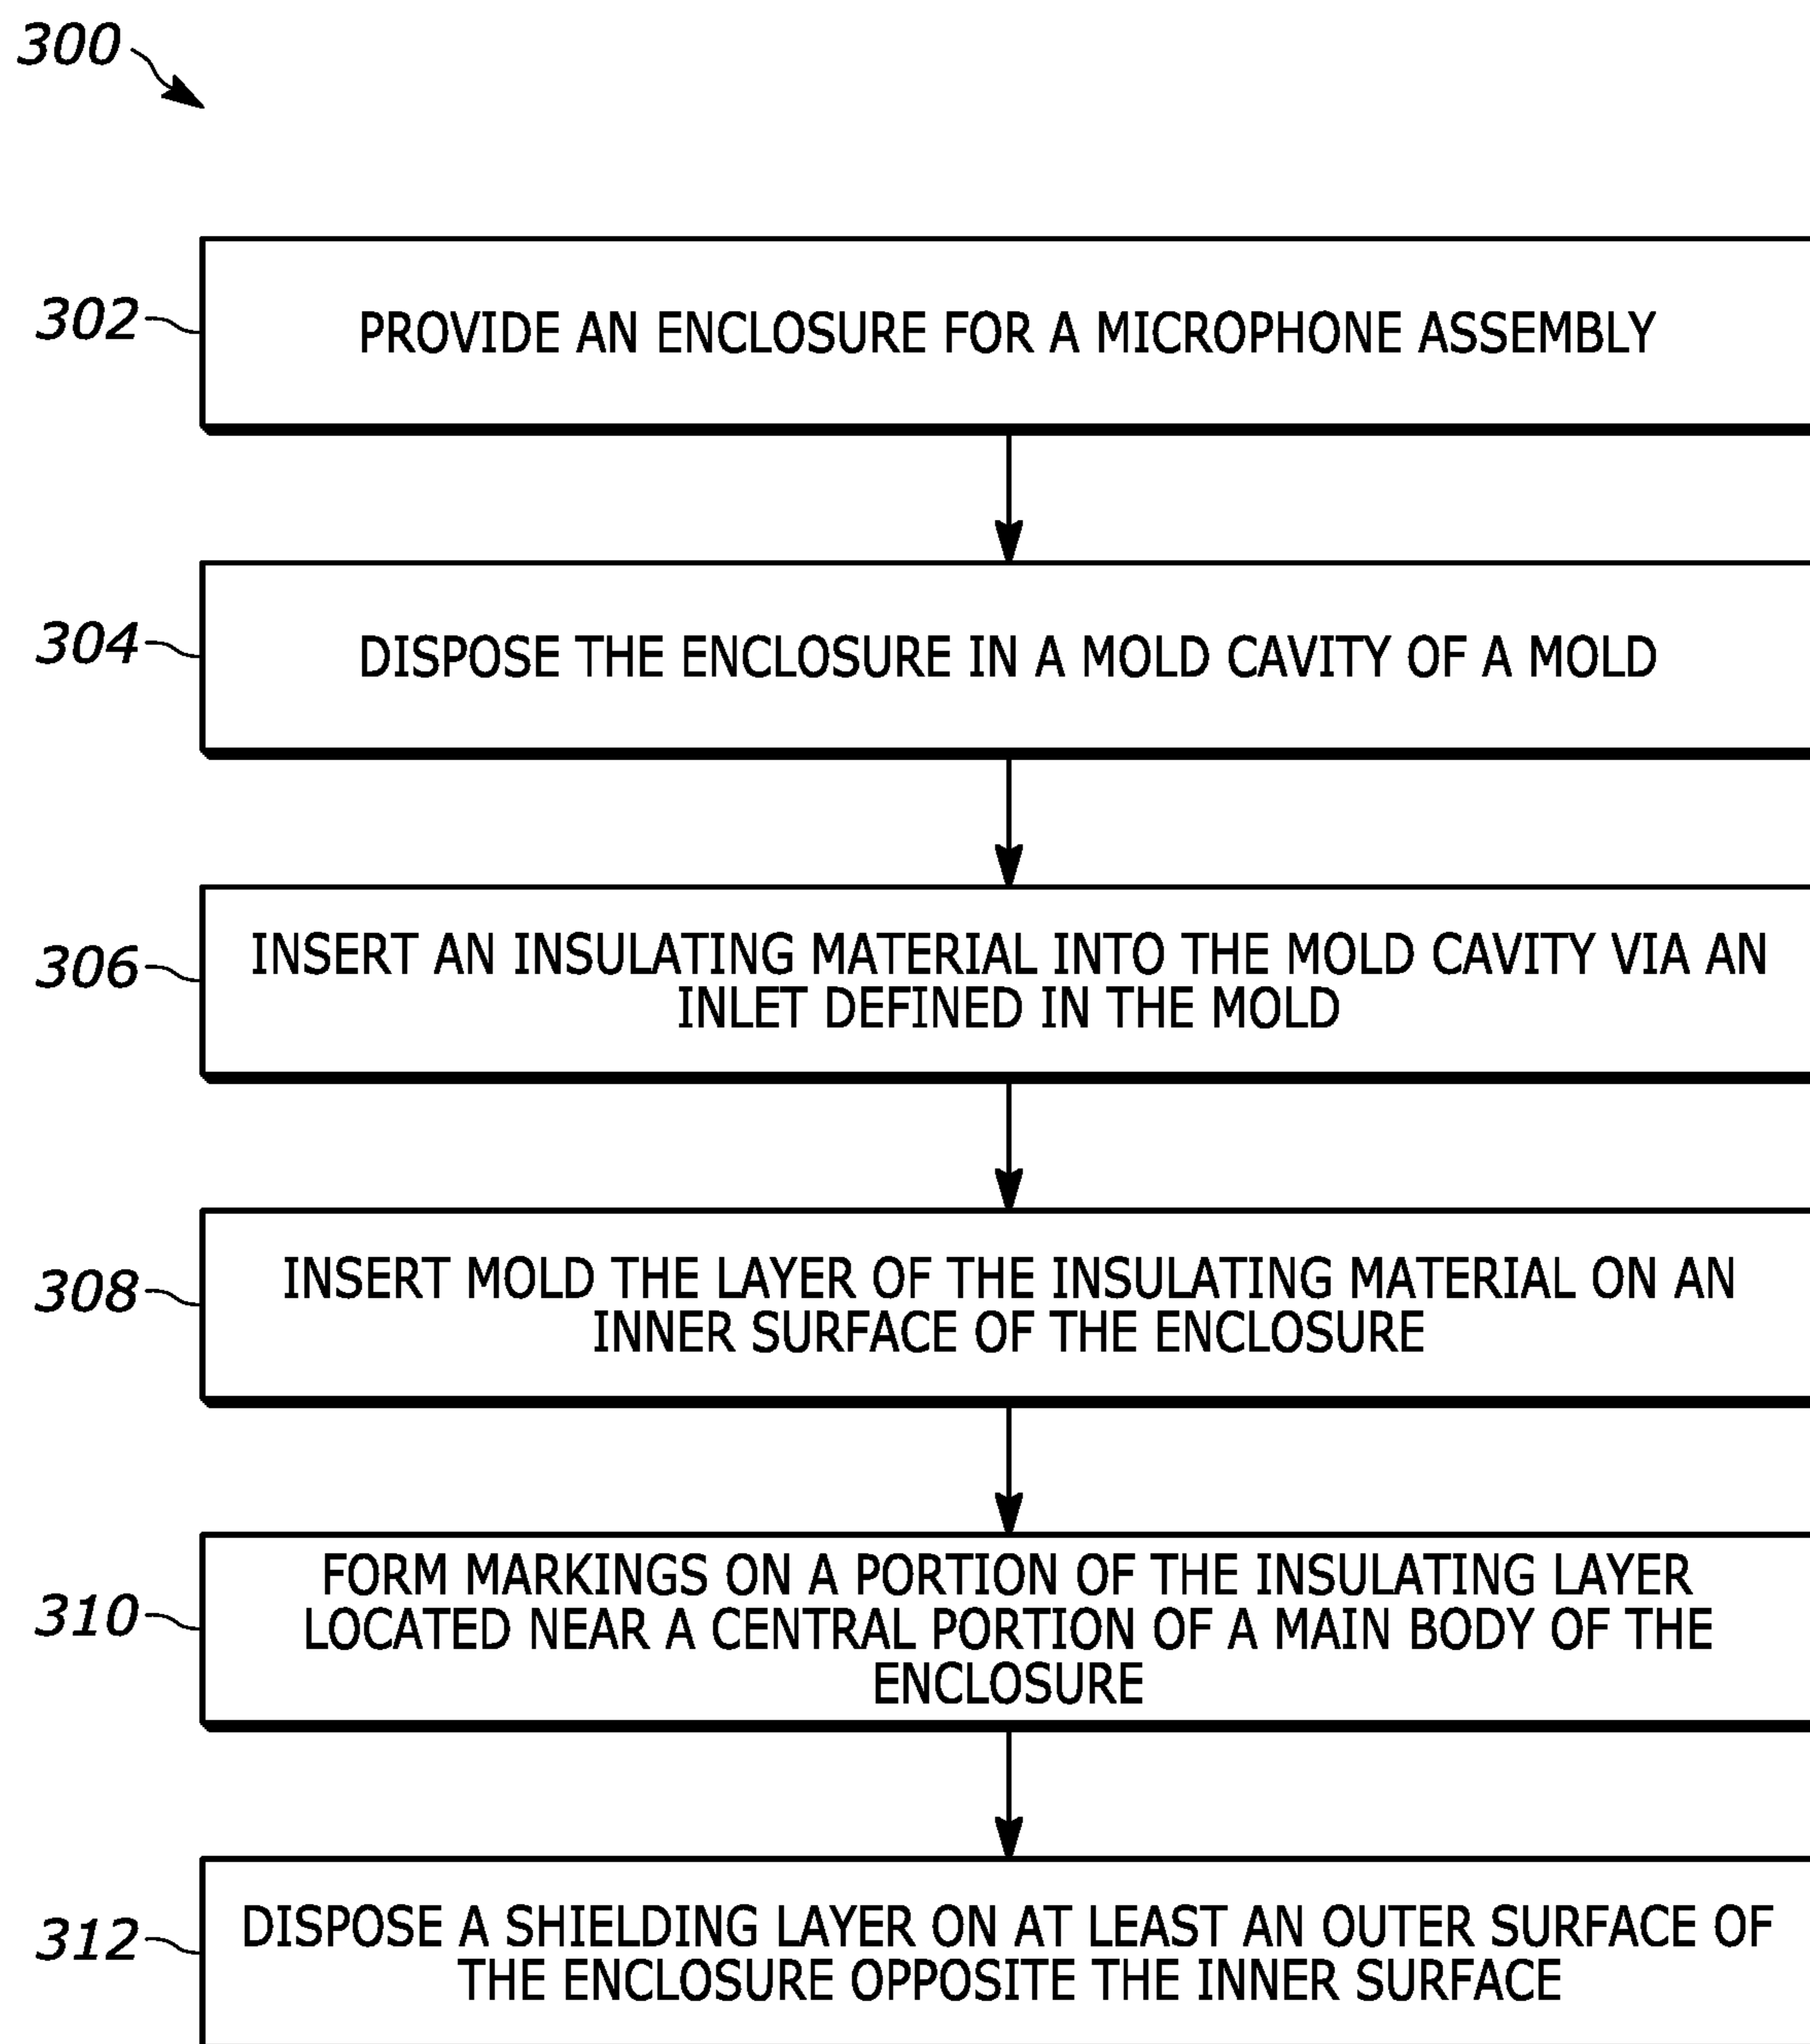 300
302
PROVIDE AN ENCLOSURE FOR A MICROPHONE ASSEMBLY
304
DISPOSE THE ENCLOSURE IN A MOLD CAVITY OF A MOLD
306
INSERT AN INSULATING MATERIAL INTO THE MOLD CAVITY VIA AN
INLET DEFINED IN THE MOLD
308
INSERT MOLD THE LAYER OF THE INSULATING MATERIAL ON AN
INNER SURFACE OF THE ENCLOSURE
310
FORM MARKINGS ON A PORTION OF THE INSULATING LAYER
LOCATED NEAR A CENTRAL PORTION OF A MAIN BODY OF THE
ENCLOSURE
312
DISPOSE A SHIELDING LAYER ON AT LEAST AN OUTER SURFACE OF
THE ENCLOSURE OPPOSITE THE INNER SURFACE